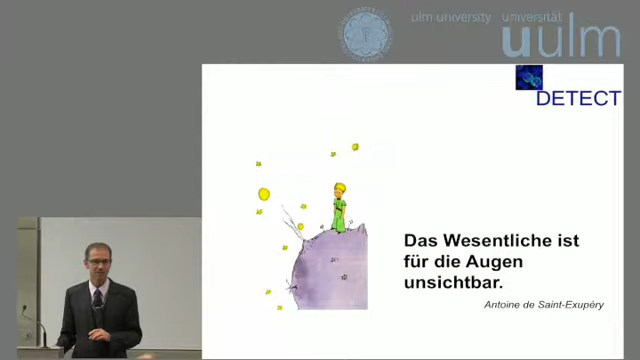 ulm university universität
uulm
DETECT
Das Wesentliche ist
für die Augen
unsichtbar.
Antoine de Saint-Exupéry